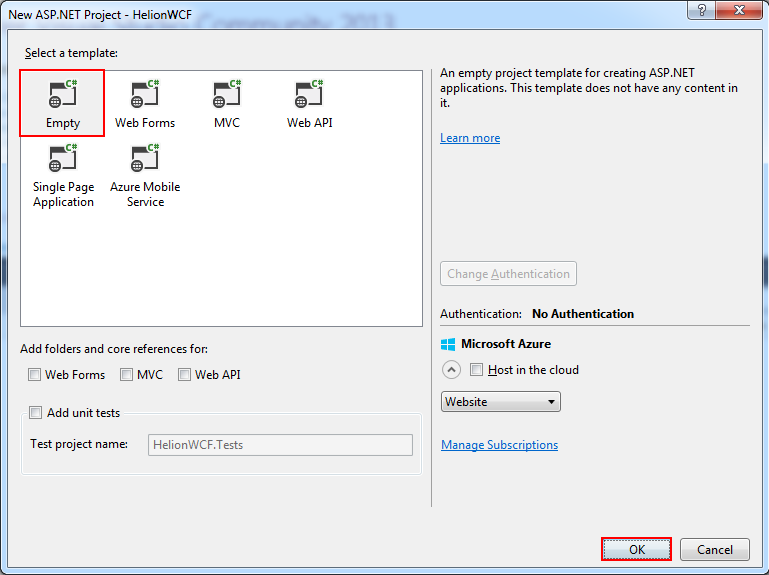 New ASP.NET Project - HelionWCF
?
Select a template:
C# C# C# C#
Empty Web Forms MVC Web API
C# C#
Single Page Azure Mobile
Application Service
An empty project template for creating ASP.NET
applications. This template does not have any content in
it.
Learn more
Change Authentication
Authentication: No Authentication
Microsoft Azure
Host in the cloud
Website
Manage Subscriptions
Add folders and core references for:
Web Forms MVC Web API
Add unit tests
Test project name: HelionWCF.Tests
OK Cancel